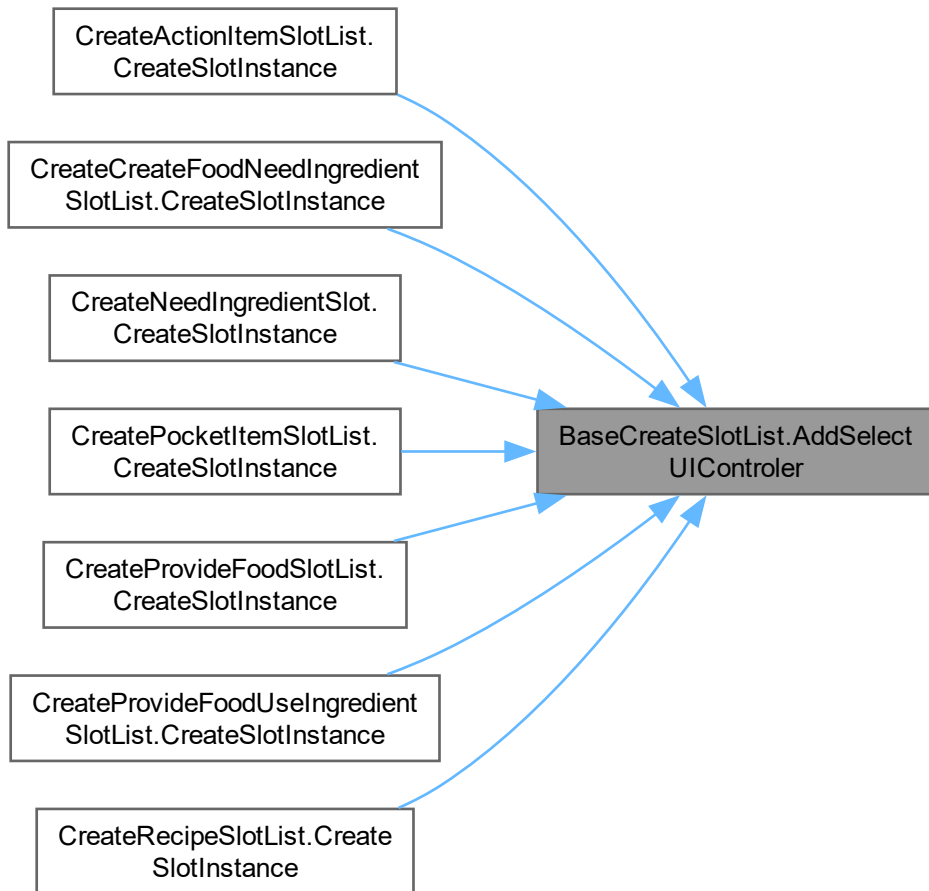 CreateActionItemSlotList.
CreateSlotInstance
CreateCreateFoodNeedIngredient
SlotList.CreateSlotInstance
CreateNeedIngredientSlot.
CreateSlotInstance
CreatePocketItemSlotList.
CreateSlotInstance
CreateProvideFoodSlotList.
CreateSlotInstance
CreateProvideFoodUseIngredient
SlotList.CreateSlotInstance
CreateRecipeSlotList.Create
SlotInstance
BaseCreateSlotList.AddSelect
UIControler